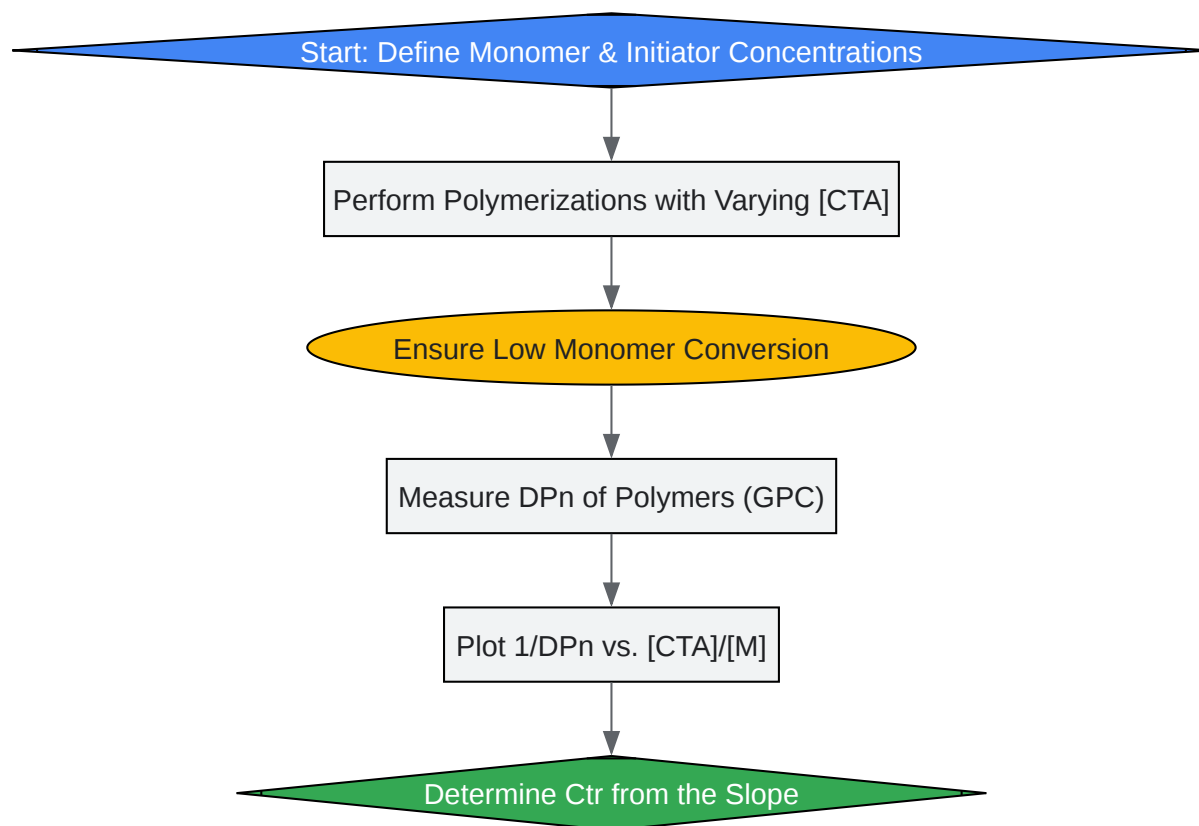 Start: Define Monomer & Initiator Concentrations
Perform Polymerizations with Varying [CTA]
Ensure Low Monomer Conversion
Measure DPn of Polymers (GPC)
Plot 1/DPn vs. [CTA]/[M]
Determine Ctr from the Slope